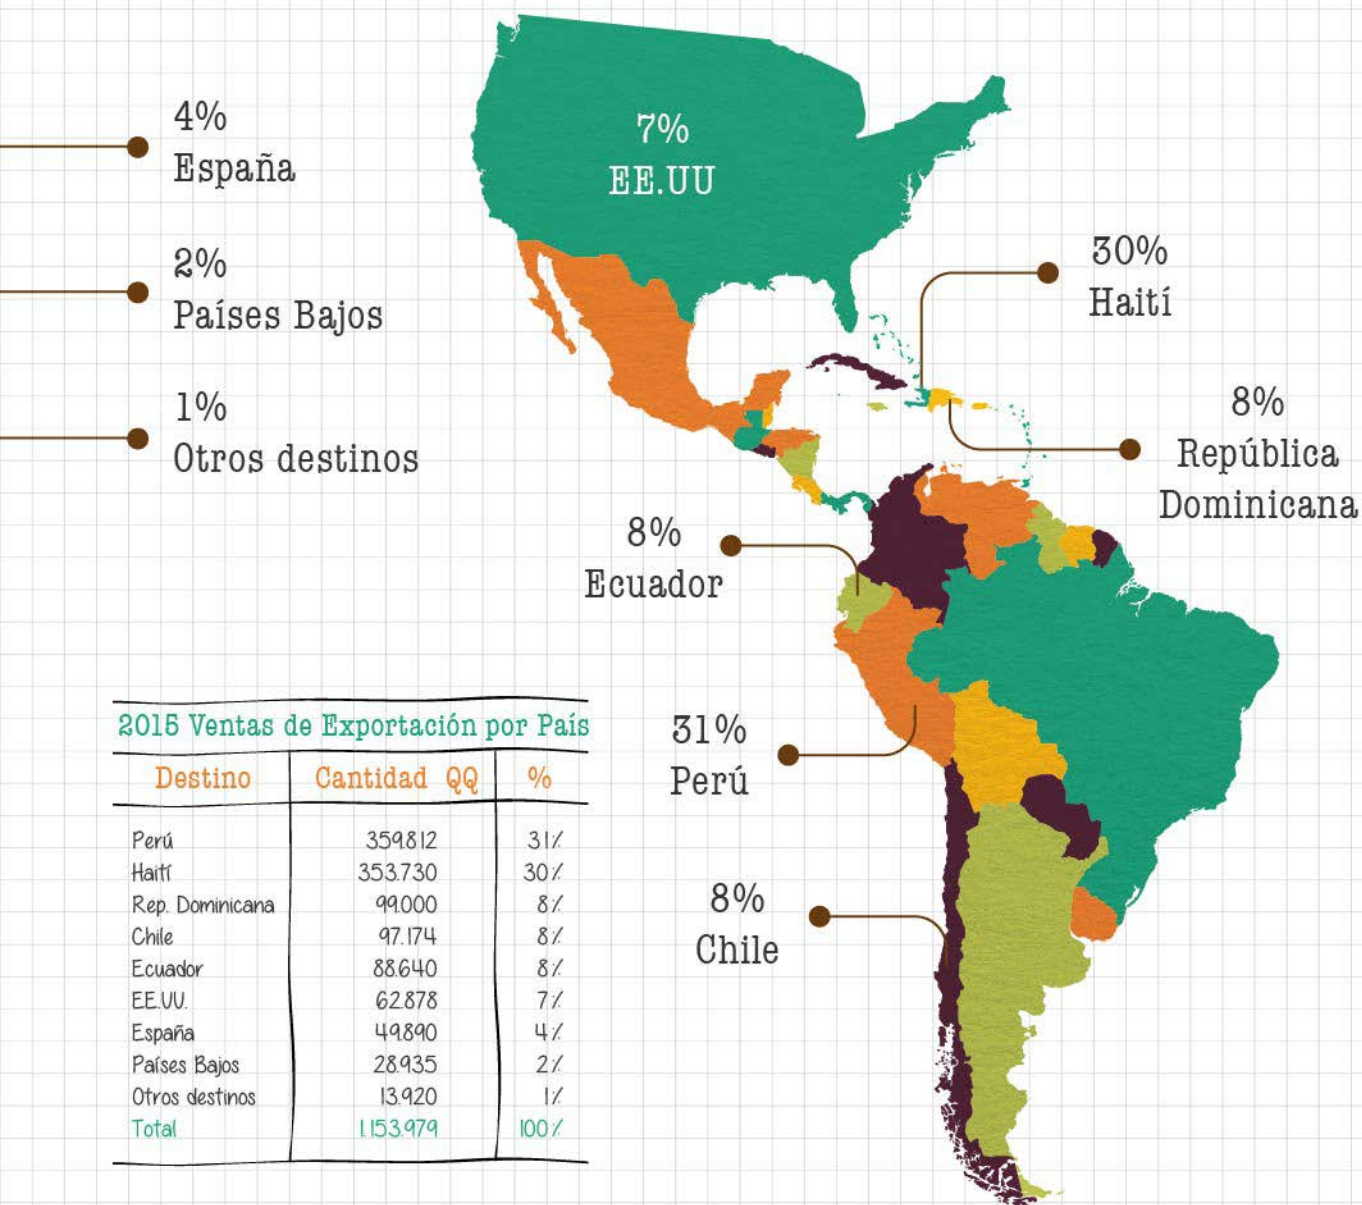 4%
España
2%
Países Bajos
1%
Otros destinos
7%
EE.UU
30%
Haití
8%
República
Dominicana
8%
Ecuador
31%
Perú
8%
Chile
2015 Ventas de Exportación por País
Destino Cantidad QQ %
Perú 359.812 31%
Haití 353.730 30%
Rep. Dominicana 99.000 8%
Chile 97.174 8%
Ecuador 88.640 8%
EE.UU. 62.878 7%
España 49.890 4%
Países Bajos 28.935 2%
Otros destinos 13.920 1%
Total 1.153.979 100%